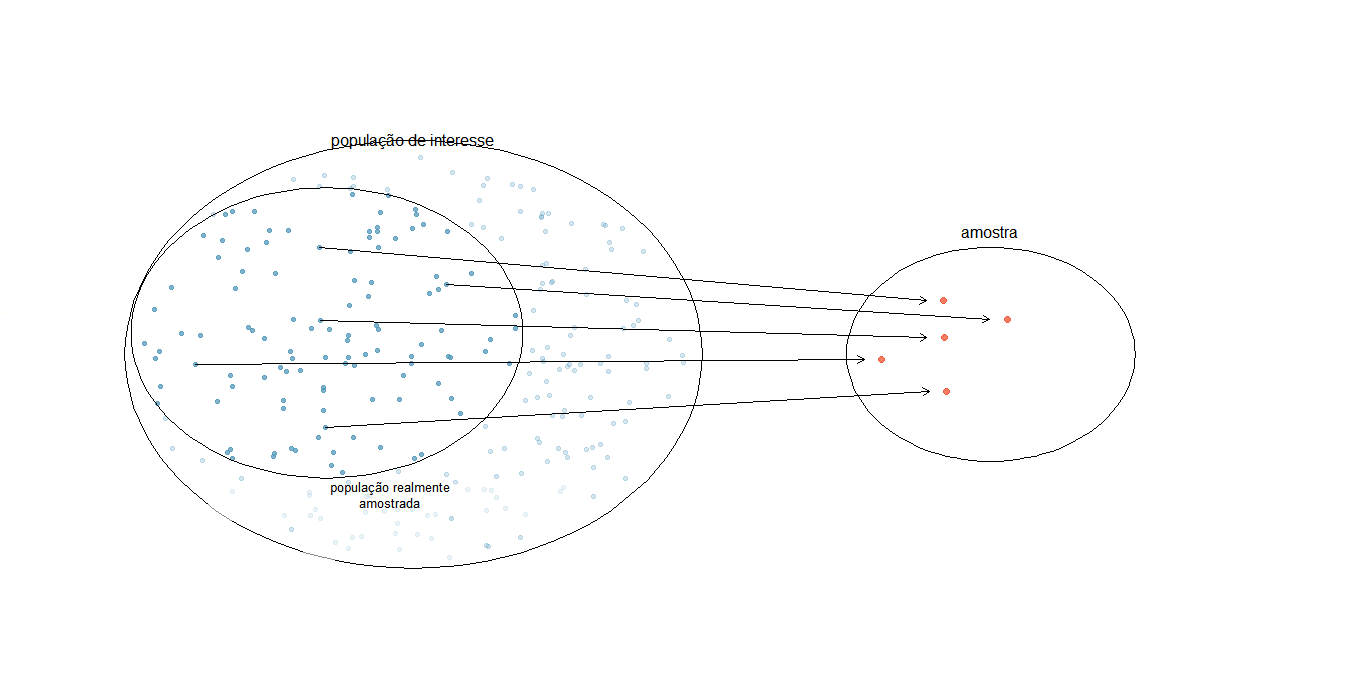 população de interesse
amostra
população realmente
amostrada